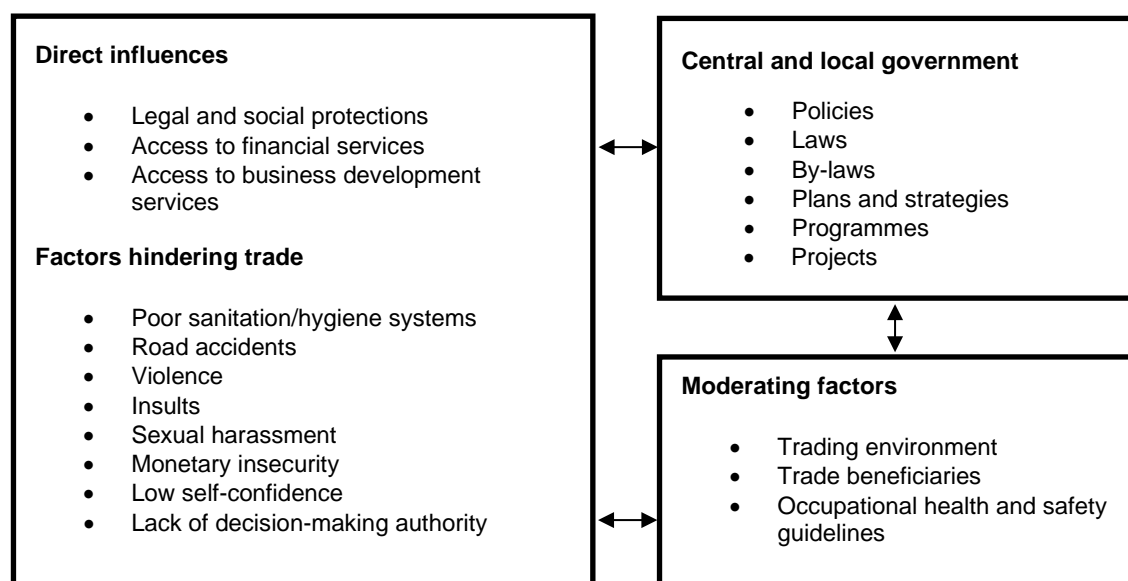 Direct influences
• Legal and social protections
• Access to financial services
• Access to business development
services
Factors hindering trade
• Poor sanitation/hygiene systems
• Road accidents
• Violence
• Insults
• Sexual harassment
• Monetary insecurity
• Low self-confidence
• Lack of decision-making authority
Central and local government
• Policies
• Laws
• By-laws
• Plans and strategies
• Programmes
• Projects
Moderating factors
• Trading environment
• Trade beneficiaries
• Occupational health and safety
guidelines